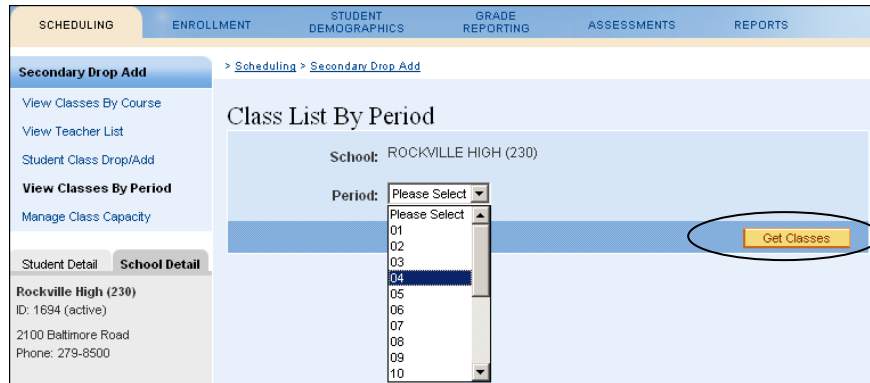 SCHEDULING
ENROLLMENT
STUDENT
DEMOGRAPHICS
GRADE
REPORTING
ASSESSMENTS
REPORTS
Secondary Drop Add
View Classes By Course
View Teacher List
Student Class Drop/Add
View Classes By Period
Manage Class Capacity
Student Detail
School Detail
Rockville High (230)
ID: 1694 (active)
2100 Baltimore Road
Phone: 279-8500
> Scheduling > Secondary Drop Add
Class List By Period
School: ROCKVILLE HIGH (230)
Period: Please Select
Please Select
01
02
03
04
05
06
07
08
09
10
Get Classes